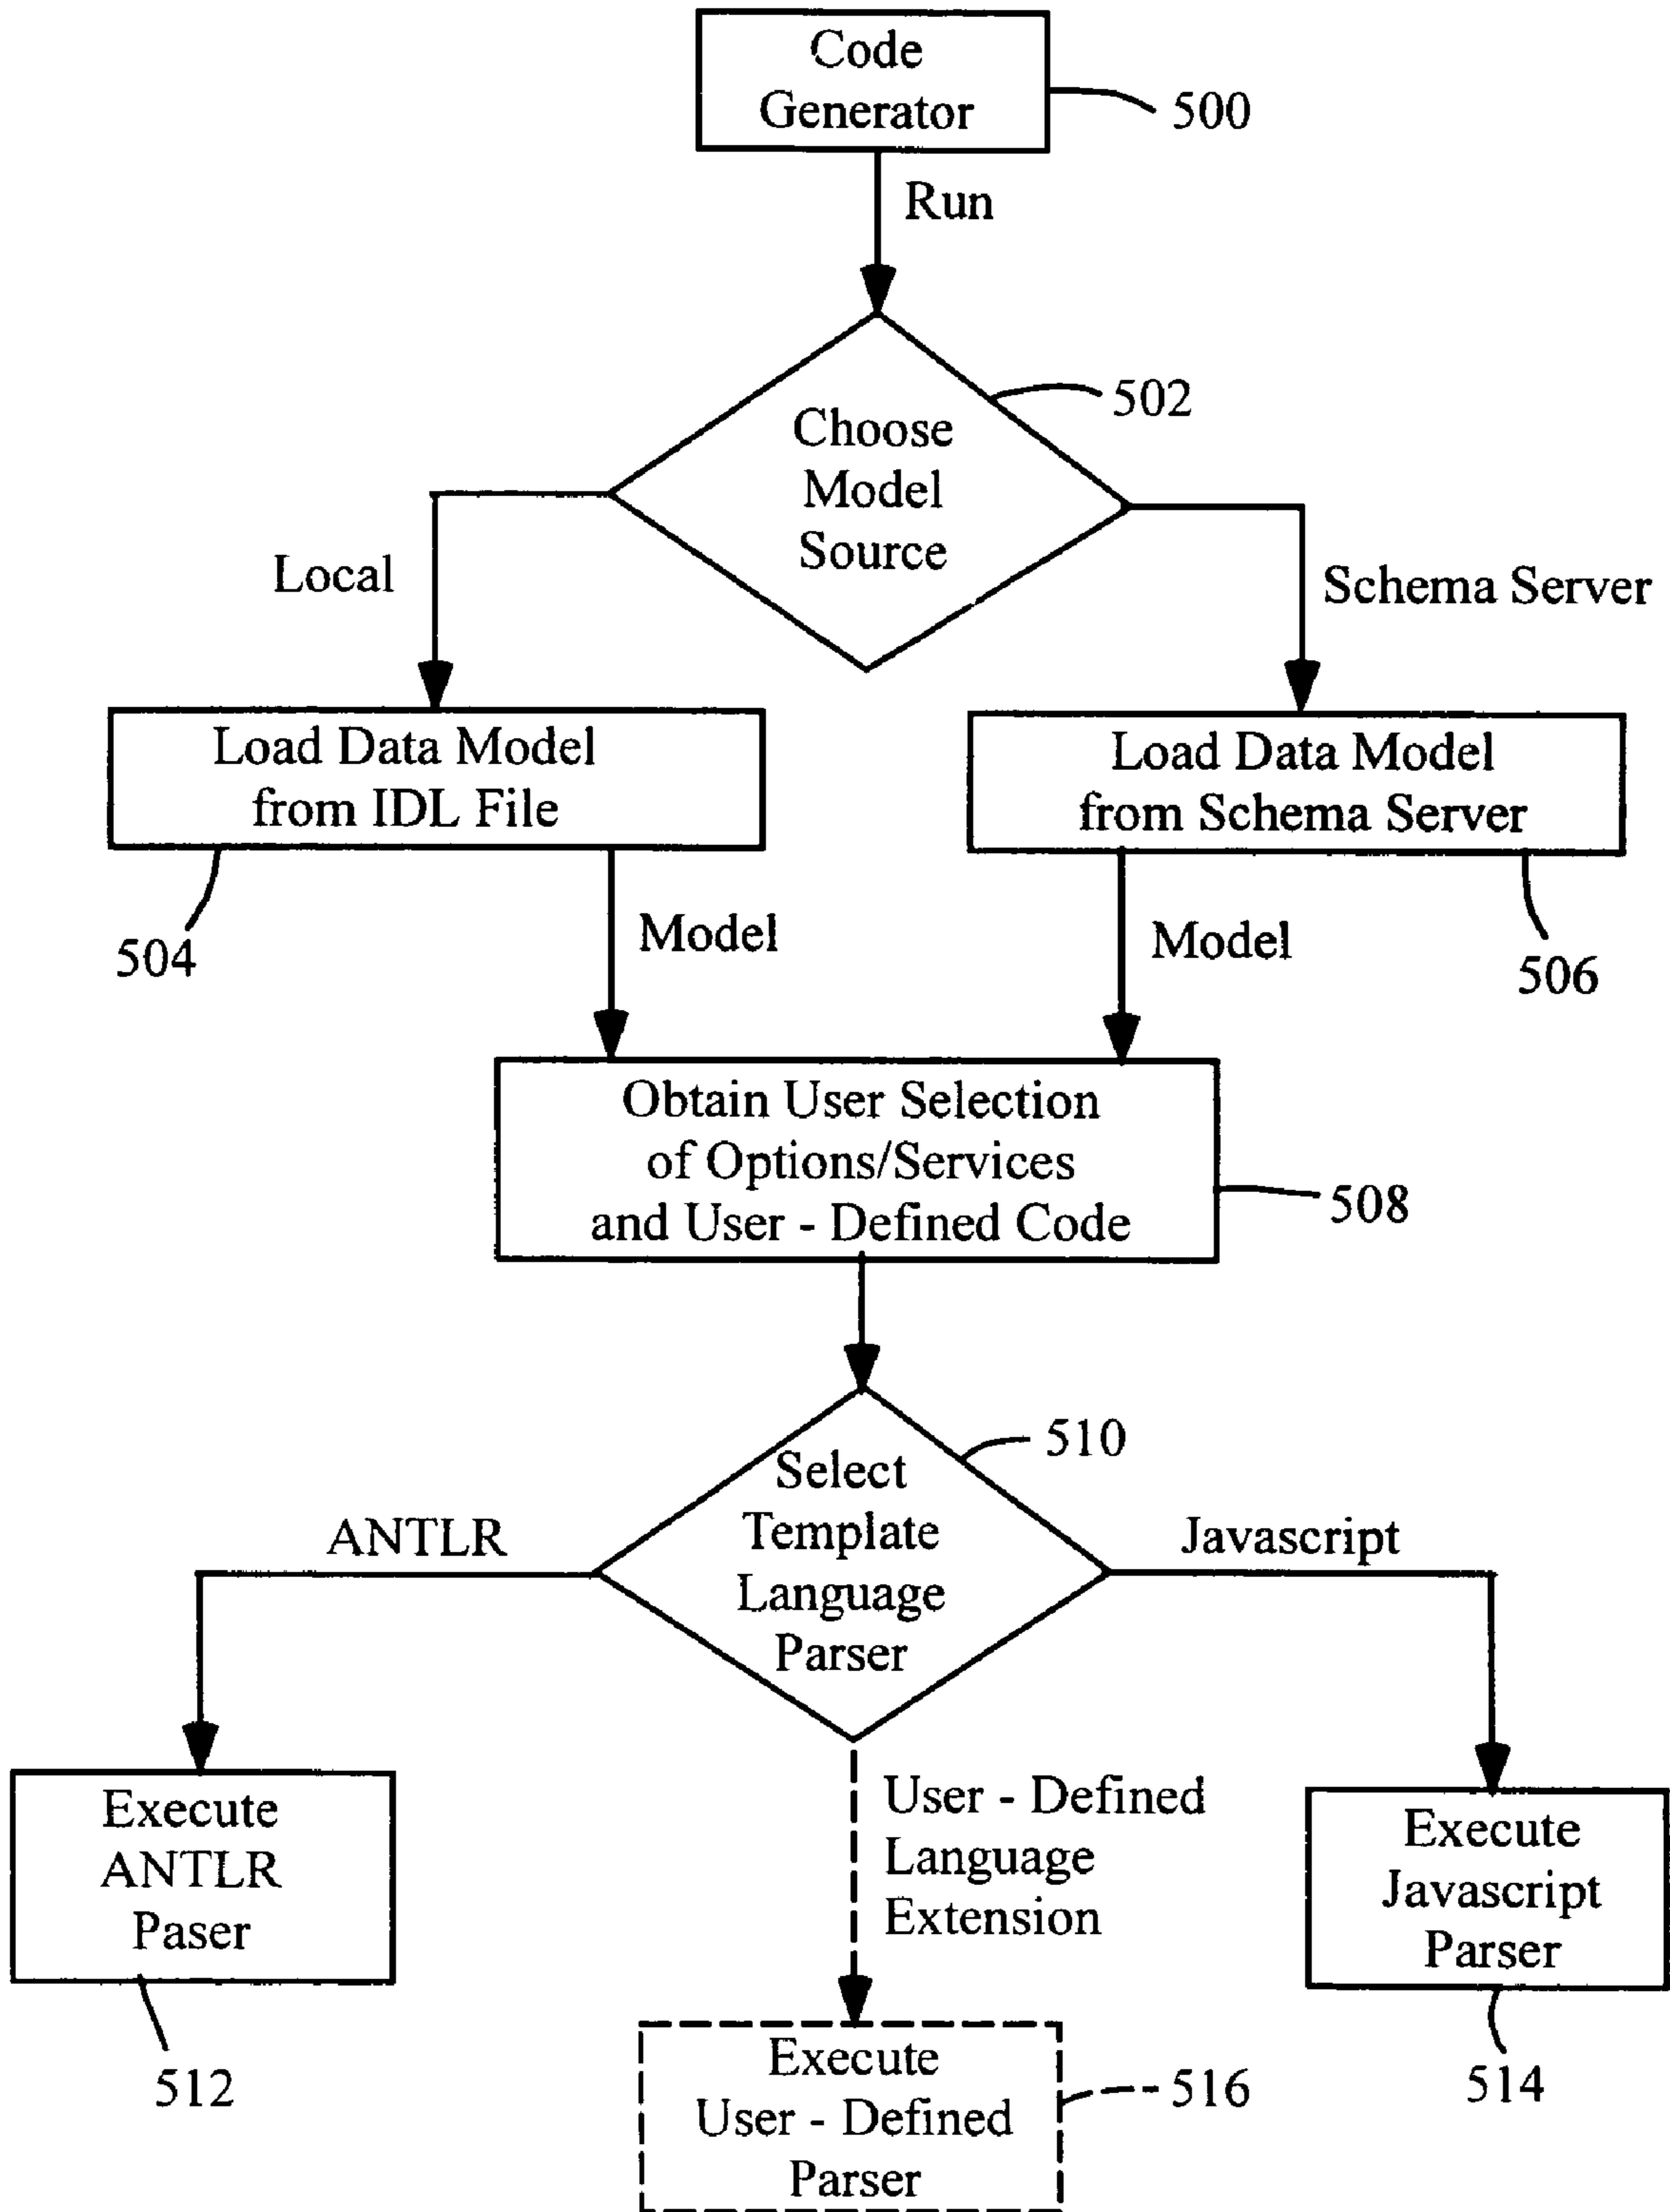 Code
Generator
500
Run
502
Choose
Model
Source
Local
Schema Server
Load Data Model
from IDL File
Load Data Model
from Schema Server
504
Model
Model
506
Obtain User Selection
of Options/Services
and User - Defined Code
508
510
Select
Template
Language
Parser
ANTLR
Javascript
User - Defined
Language
Extension
Execute
ANTLR
Paser
Execute
Javascript
Parser
512
Execute
User - Defined
Parser
516
514